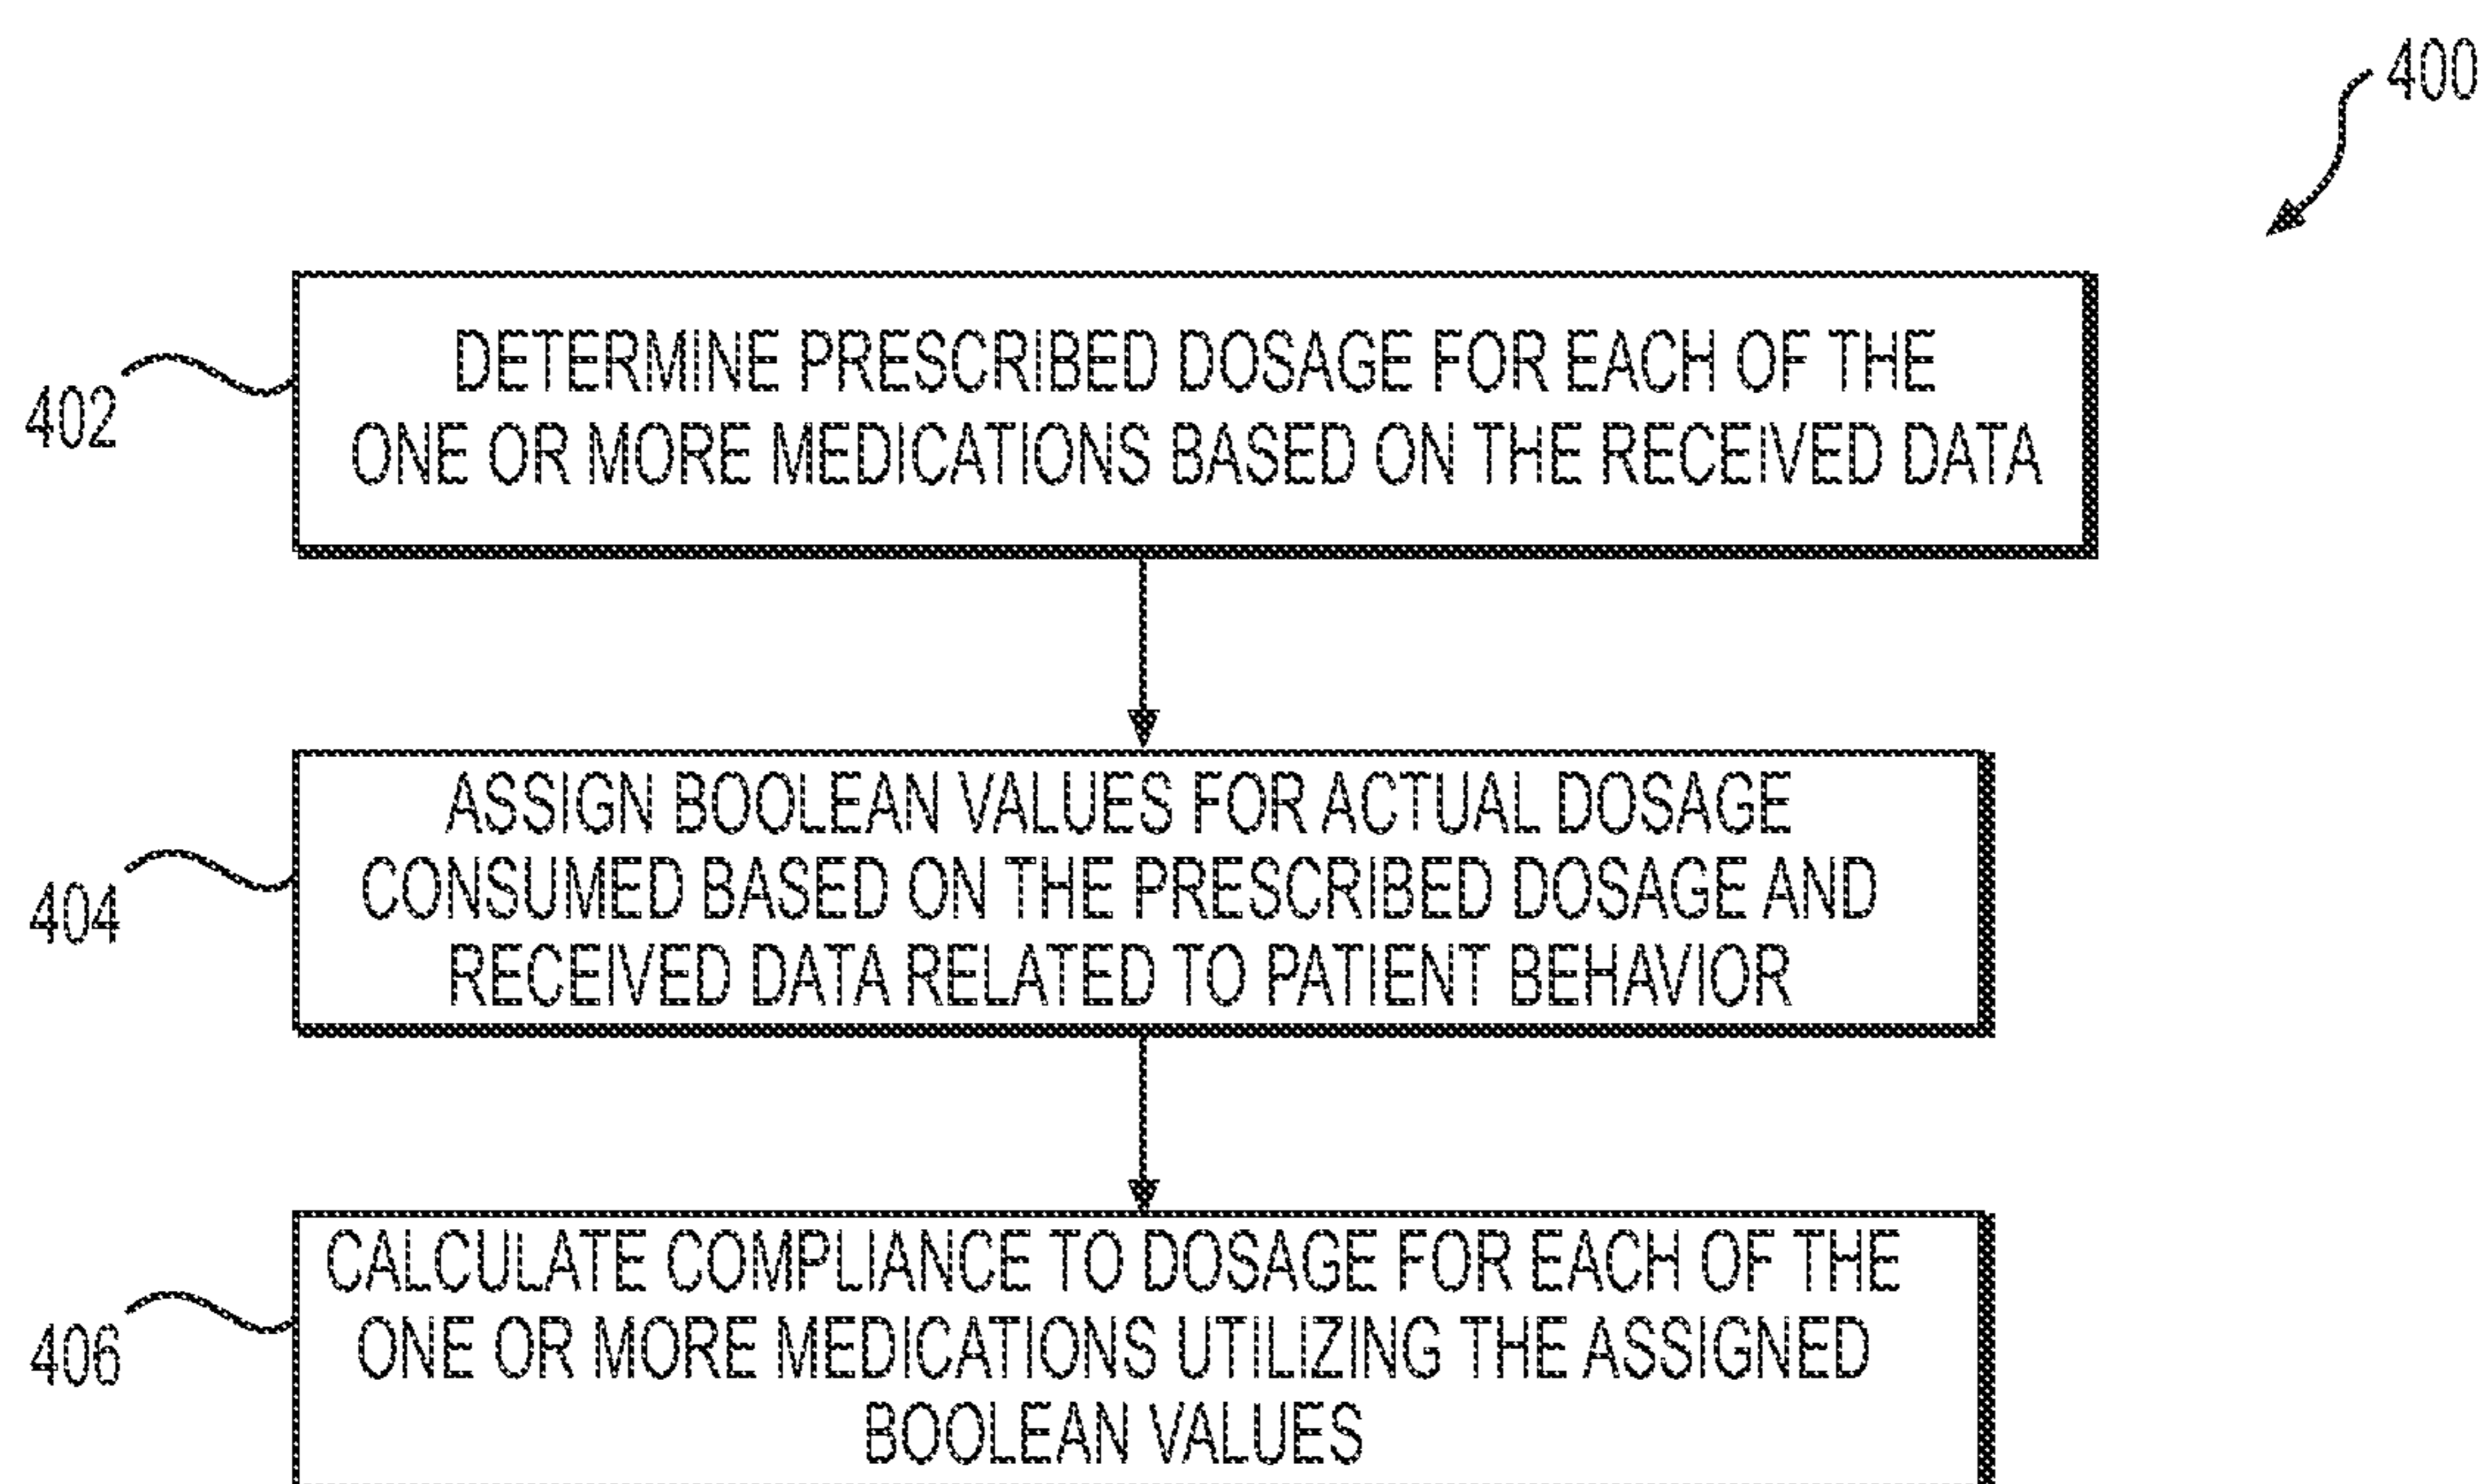 400
402
DETERMINE PRESCRIBED DOSAGE FOR EACH OF THE
ONE OR MORE MEDICATIONS BASED ON THE RECEIVED DATA
404
ASSIGN BOOLEAN VALUES FOR ACTUAL DOSAGE
CONSUMED BASED ON THE PRESCRIBED DOSAGE AND
RECEIVED DATA RELATED TO PATIENT BEHAVIOR
406
CALCULATE COMPLIANCE TO DOSAGE FOR EACH OF THE
ONE OR MORE MEDICATIONS UTILIZING THE ASSIGNED
BOOLEAN VALUES